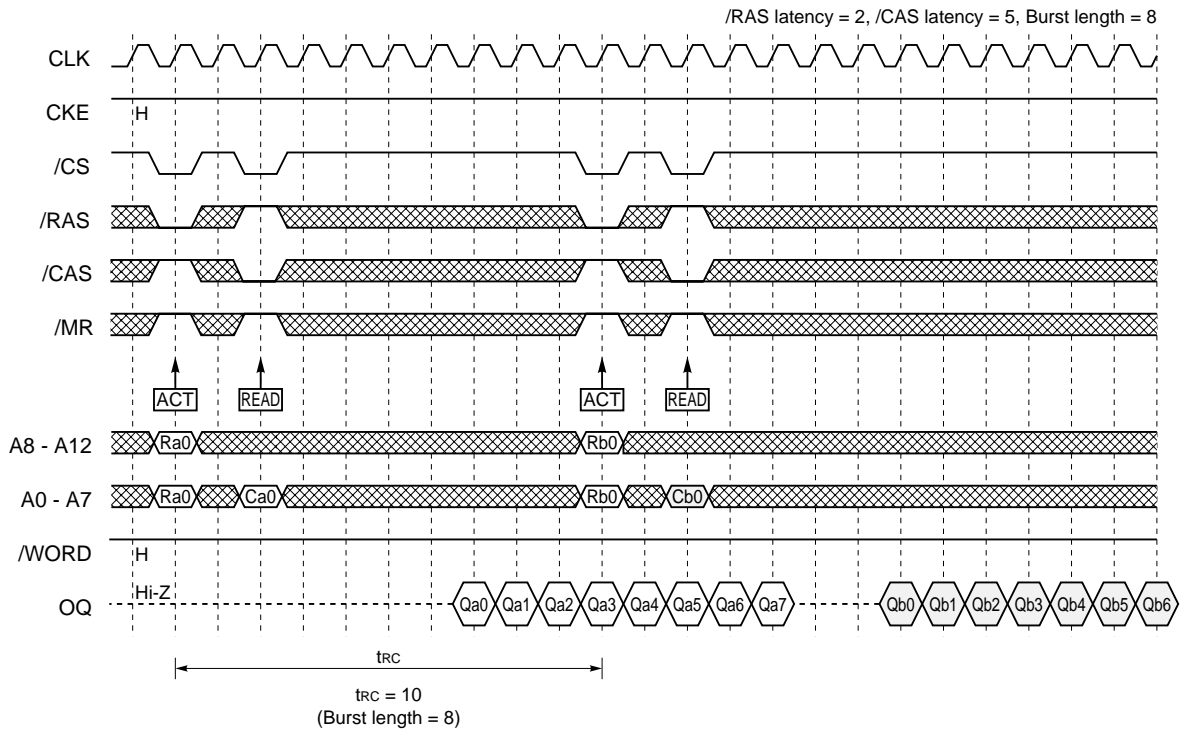 /RAS latency = 2, /CAS latency = 5, Burst length = 8
CLK
CKE H
/CS
/RAS
/CAS
/MR
ACT READ ACT READ
A8 - A12 Ra0 Rb0
A0 - A7 Ra0 Ca0 Rb0 Cb0
/WORD H
OQ Hi-Z Qa0 Qa1 Qa2 Qa3 Qa4 Qa5 Qa6 Qa7 Qb0 Qb1 Qb2 Qb3 Qb4 Qb5 Qb6
tRC
tRC = 10
(Burst length = 8)